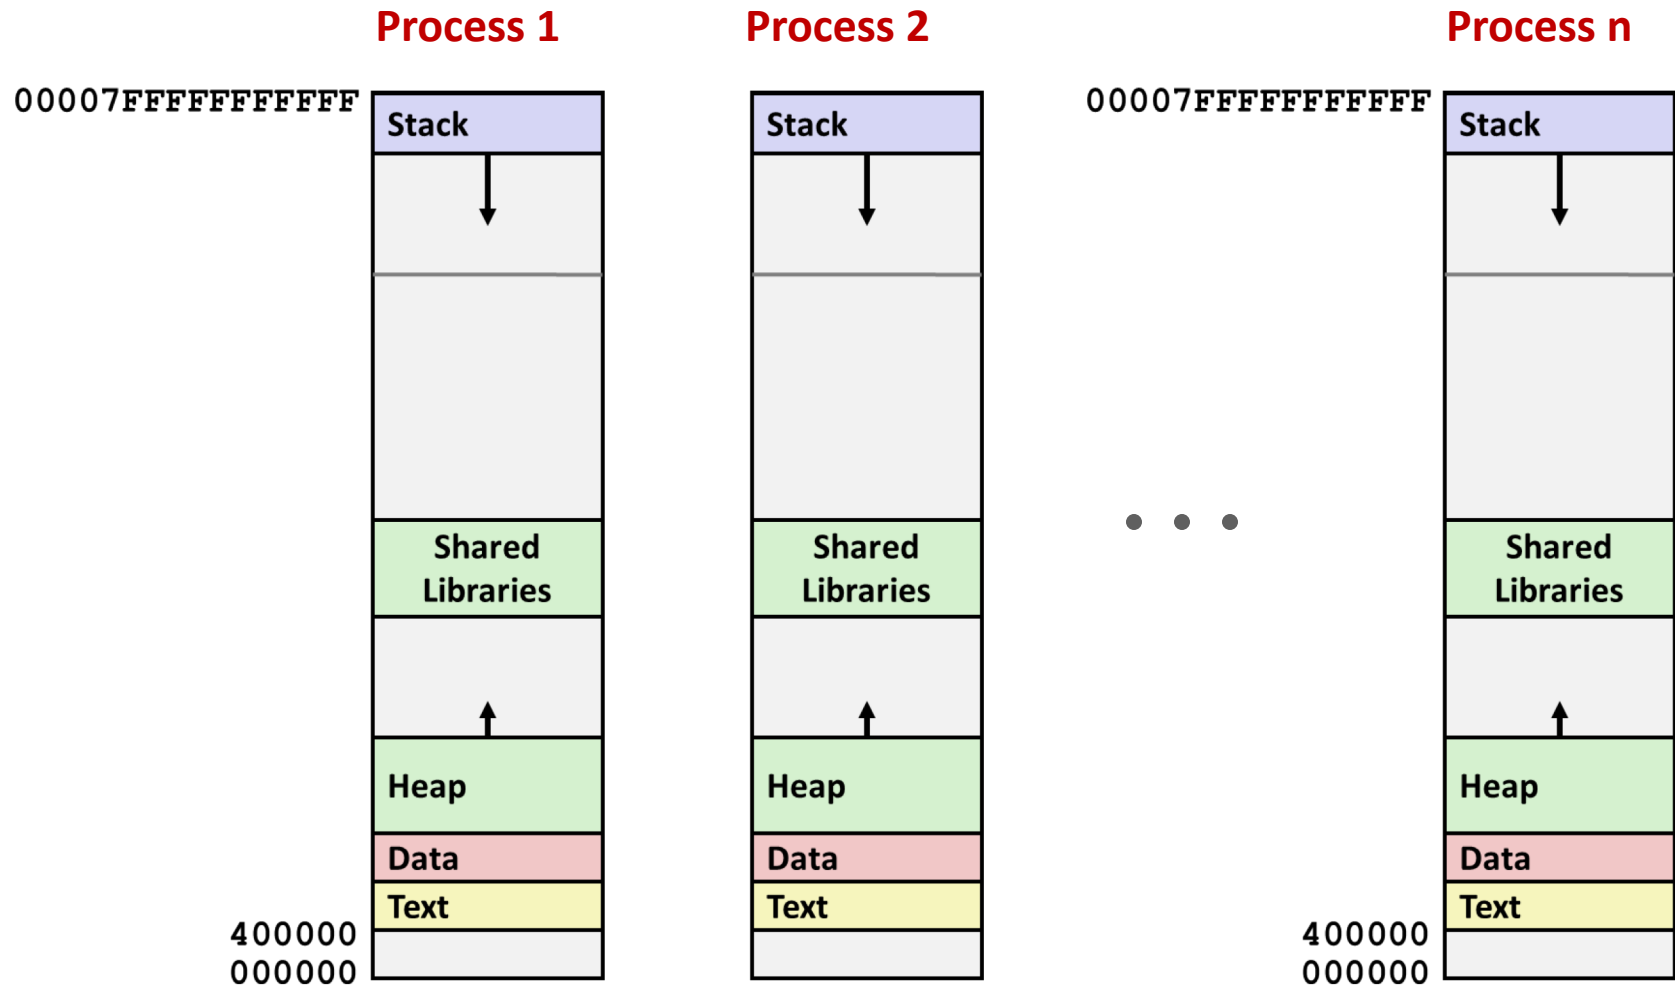 Process 1
Process 2
Process n
00007FFFFFFFFFFF
Stack
Stack
00007FFFFFFFFFFF
Stack
Shared
Libraries
Shared
Libraries
Shared
Libraries
Heap
Heap
Heap
Data
Data
Data
Text
Text
Text
400000
400000
000000
000000